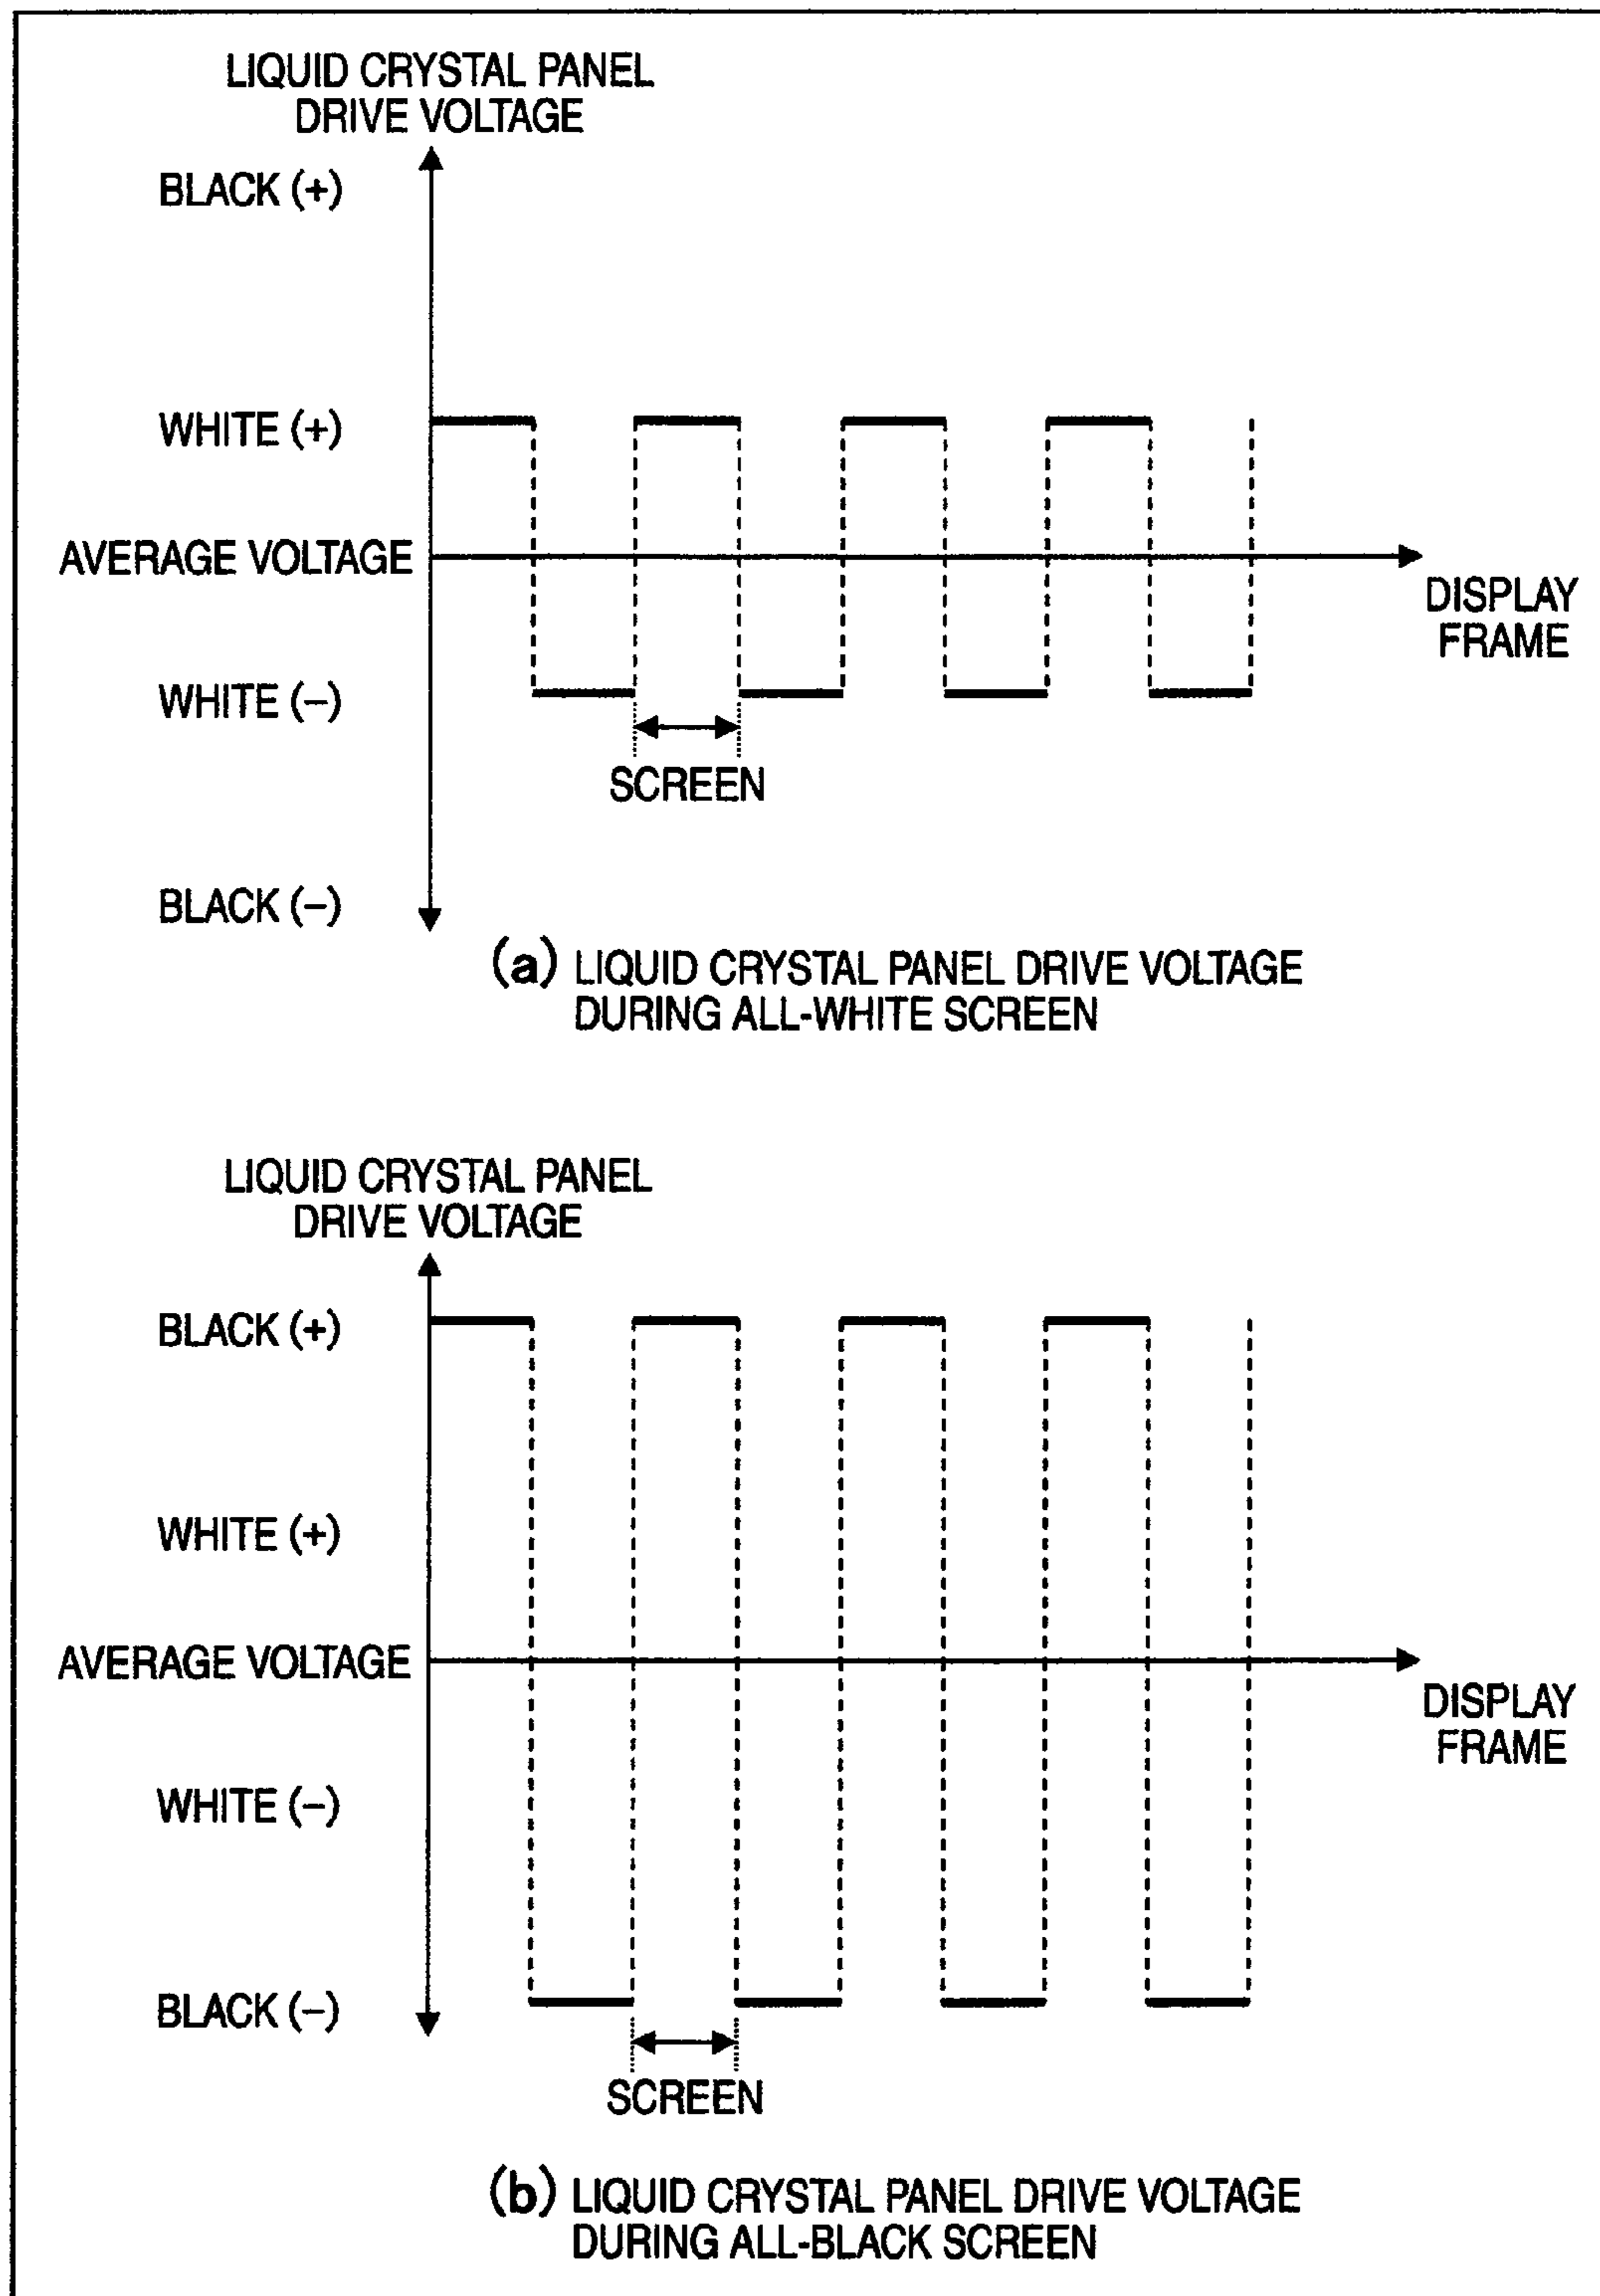 LIQUID CRYSTAL PANEL
DRIVE VOLTAGE
BLACK (+)
WHITE (+)
AVERAGE VOLTAGE
DISPLAY
FRAME
WHITE (−)
SCREEN
BLACK (−)
(a) LIQUID CRYSTAL PANEL DRIVE VOLTAGE
DURING ALL-WHITE SCREEN
LIQUID CRYSTAL PANEL
DRIVE VOLTAGE
BLACK (+)
WHITE (+)
AVERAGE VOLTAGE
DISPLAY
FRAME
WHITE (−)
BLACK (−)
SCREEN
(b) LIQUID CRYSTAL PANEL DRIVE VOLTAGE
DURING ALL-BLACK SCREEN